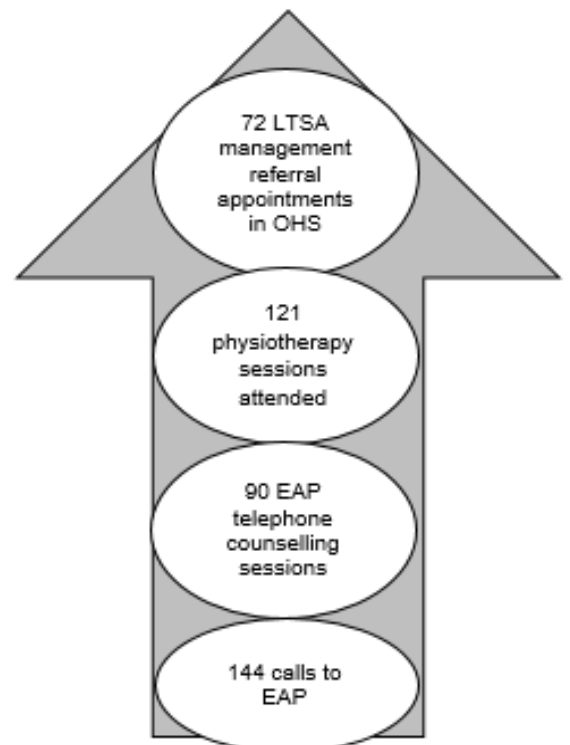 72 LTSA
management
referral
appointments
in OHS
121
physiotherapy
sessions
attended
90 EAP
telephone
counselling
sessions
144 calls to
EAP